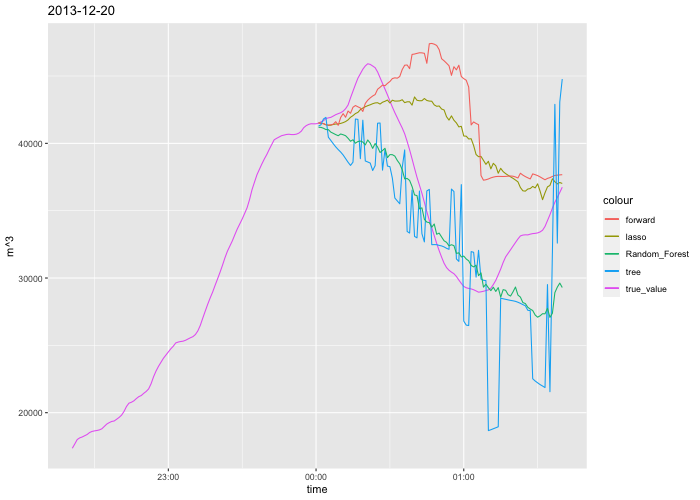 2013-12-20
m^3
40000
30000
20000
23:00
00:00
01:00
time
colour
forward
lasso
Random_Forest
tree
true_value